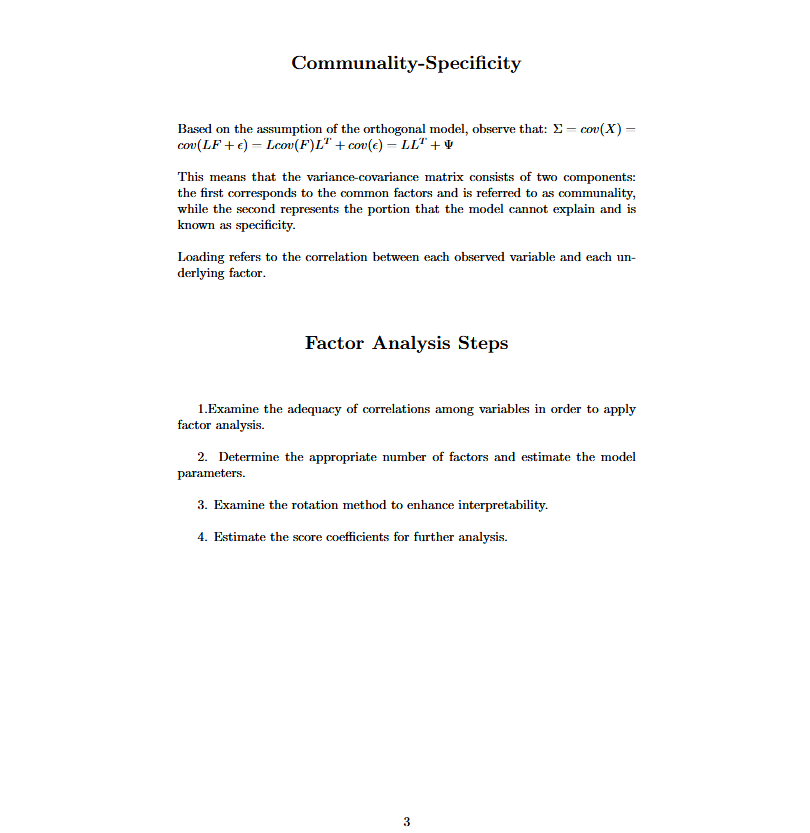 Communality-Specificity
Based on the assumption of the orthogonal model, observe that: Σ = cov(X) =
cov(LF + ϵ) = Lcov(F)L^T + cov(ϵ) = LL^T + Ψ
This means that the variance-covariance matrix consists of two components:
the first corresponds to the common factors and is referred to as communality,
while the second represents the portion that the model cannot explain and is
known as specificity.
Loading refers to the correlation between each observed variable and each un-
derlying factor.
Factor Analysis Steps
1.Examine the adequacy of correlations among variables in order to apply
factor analysis.
2. Determine the appropriate number of factors and estimate the model
parameters.
3. Examine the rotation method to enhance interpretability.
4. Estimate the score coefficients for further analysis.
3